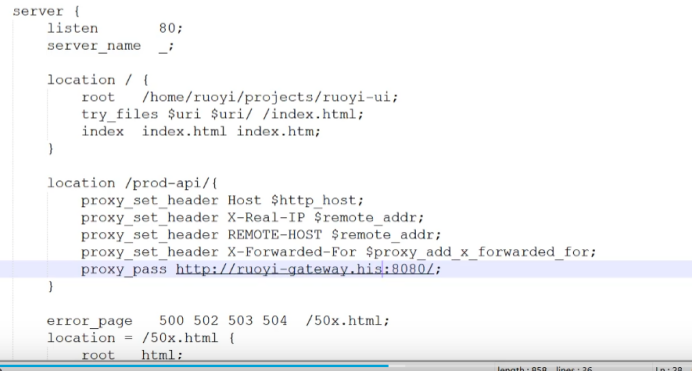 server {
listen 80;
server_name _;
location / {
root /home/ruoyi/projects/ruoyi-ui;
try_files $uri $uri/ /index.html;
index index.html index.htm;
}
location /prod-api/{
proxy_set_header Host $http_host;
proxy_set_header X-Real-IP $remote_addr;
proxy_set_header REMOTE-HOST $remote_addr;
proxy_set_header X-Forwarded-For $proxy_add_x_forwarded_for;
proxy_pass http://ruoyi-gateway.his:8080/;
}
error_page 500 502 503 504 /50x.html;
location = /50x.html {
root html;
length : 858 lines : 26 Ln : 28